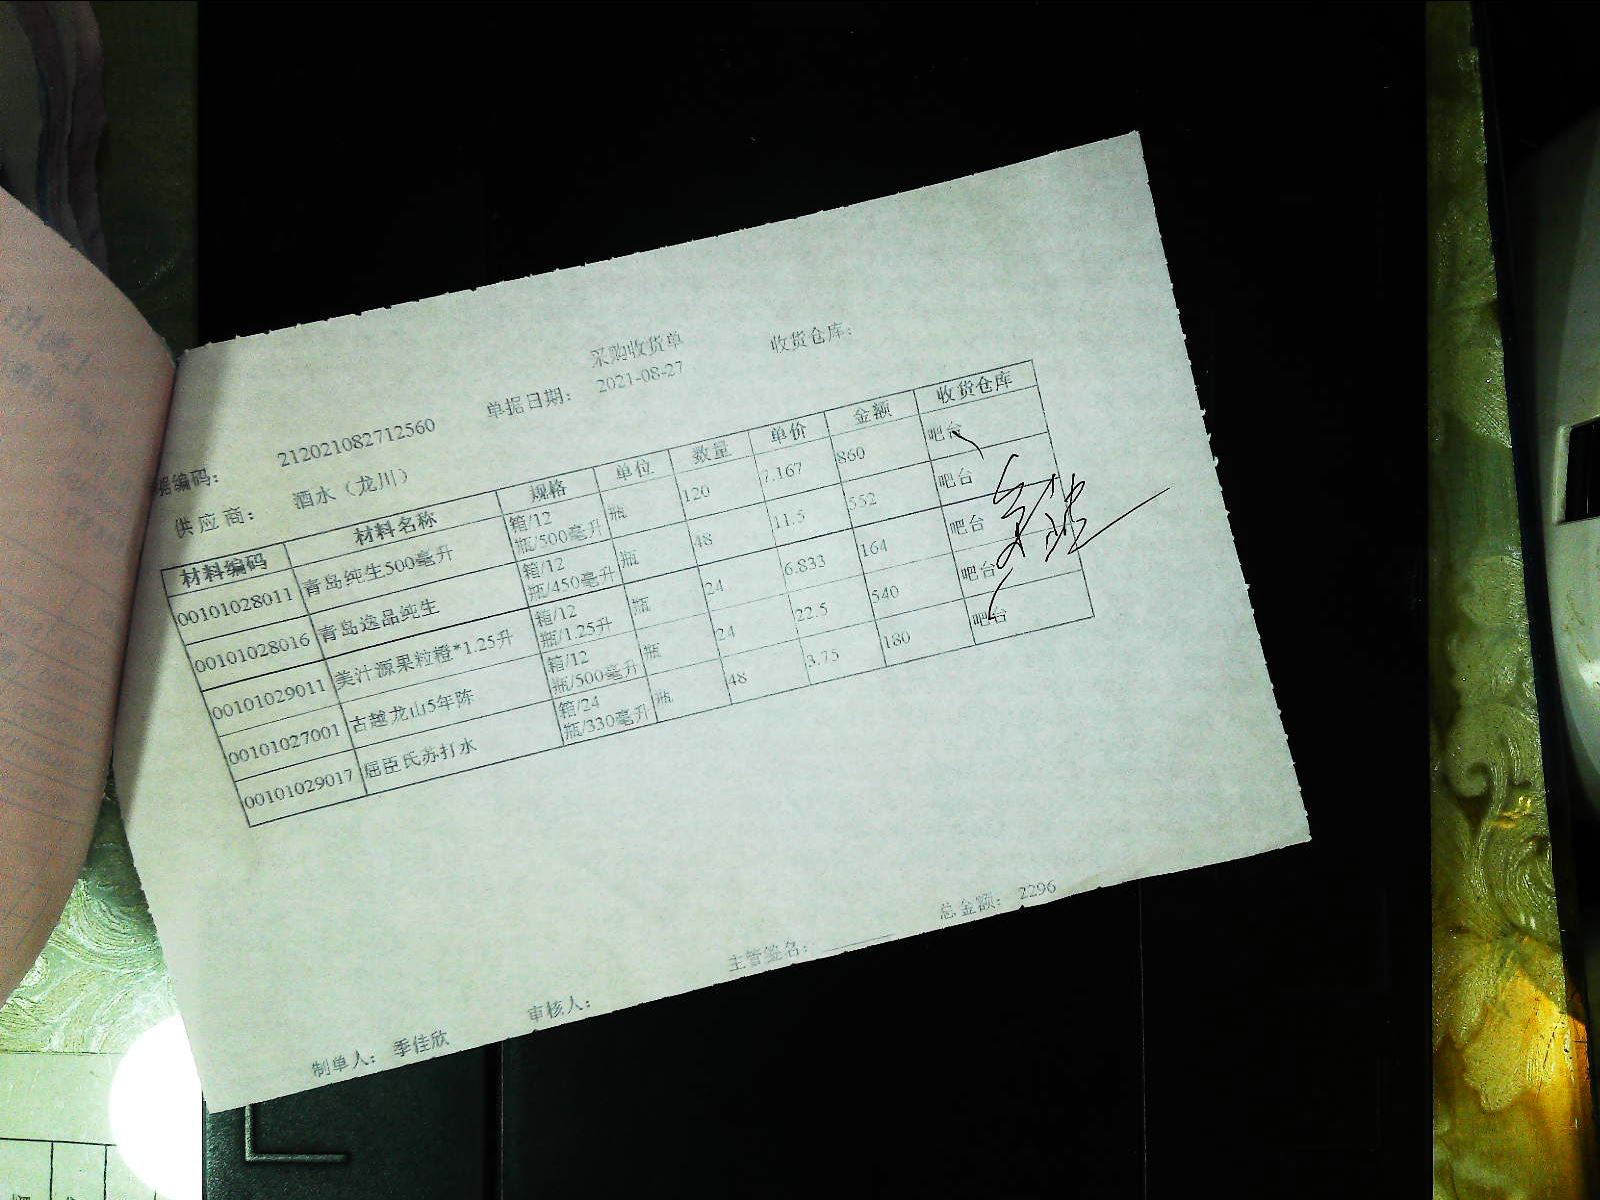 采购收货单
据编码： 212021082712560 单据日期： 2021-08-27 收货仓库：
供应商： 酒水（龙川）
材料编码 材料名称 规格 单位 数量 单价 金额 收货仓库
00101028011 青岛纯生500毫升 箱/12瓶/500毫升 瓶 120 7.167 860 吧台
00101028016 青岛逸品纯生 箱/12瓶/450毫升 瓶 48 11.5 552 吧台
00101029011 美汁源果粒橙*1.25升 箱/12瓶/1.25升 瓶 24 6.833 164 吧台
00101027001 古越龙山5年陈 箱/12瓶/500毫升 瓶 24 22.5 540 吧台
00101029017 屈臣氏苏打水 箱/24瓶/330毫升 瓶 48 3.75 180 吧台
总金额： 2296
制单人： 季佳欣 审核人： 主管签名：